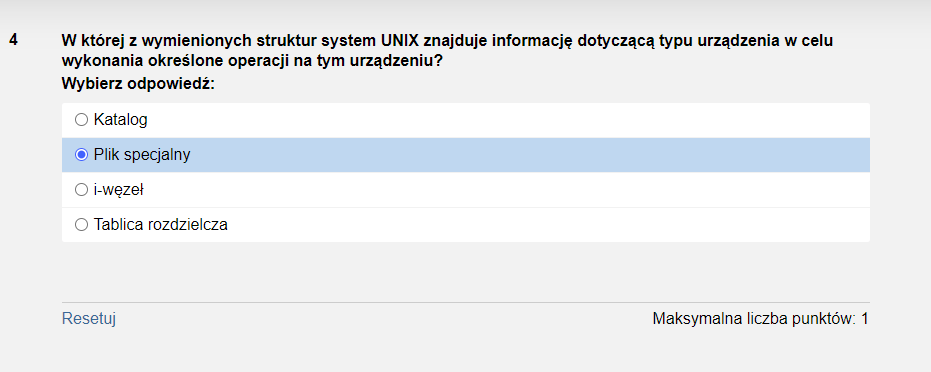 4 W której z wymienionych struktur system UNIX znajduje informację dotyczącą typu urządzenia w celu
wykonania określone operacji na tym urządzeniu?
Wybierz odpowiedź:
Katalog
Plik specjalny
i-węzeł
Tablica rozdzielcza
Resetuj Maksymalna liczba punktów: 1